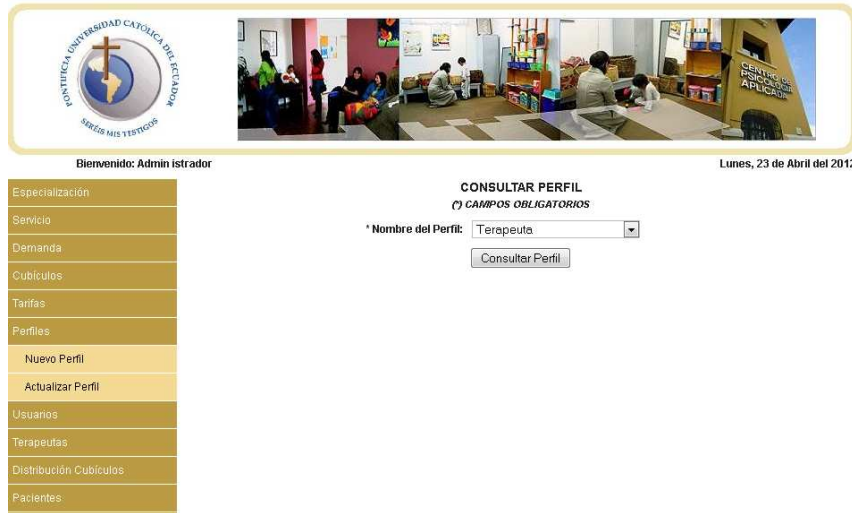 PONTIFICIA UNIVERSIDAD CATÓLICA DEL ECUADOR
SERÉIS MIS TESTIGOS
CENTRO DE
PSICOLOGÍA
APLICADA
Bienvenido: Admin istrador
Lunes, 23 de Abril del 2012
Especialización
Servicio
Demanda
Cubículos
Tarifas
Perfiles
Nuevo Perfil
Actualizar Perfil
Usuarios
Terapeutas
Distribución Cubículos
Pacientes
CONSULTAR PERFIL
(*) CAMPOS OBLIGATORIOS
* Nombre del Perfil: Terapeuta
Consultar Perfil